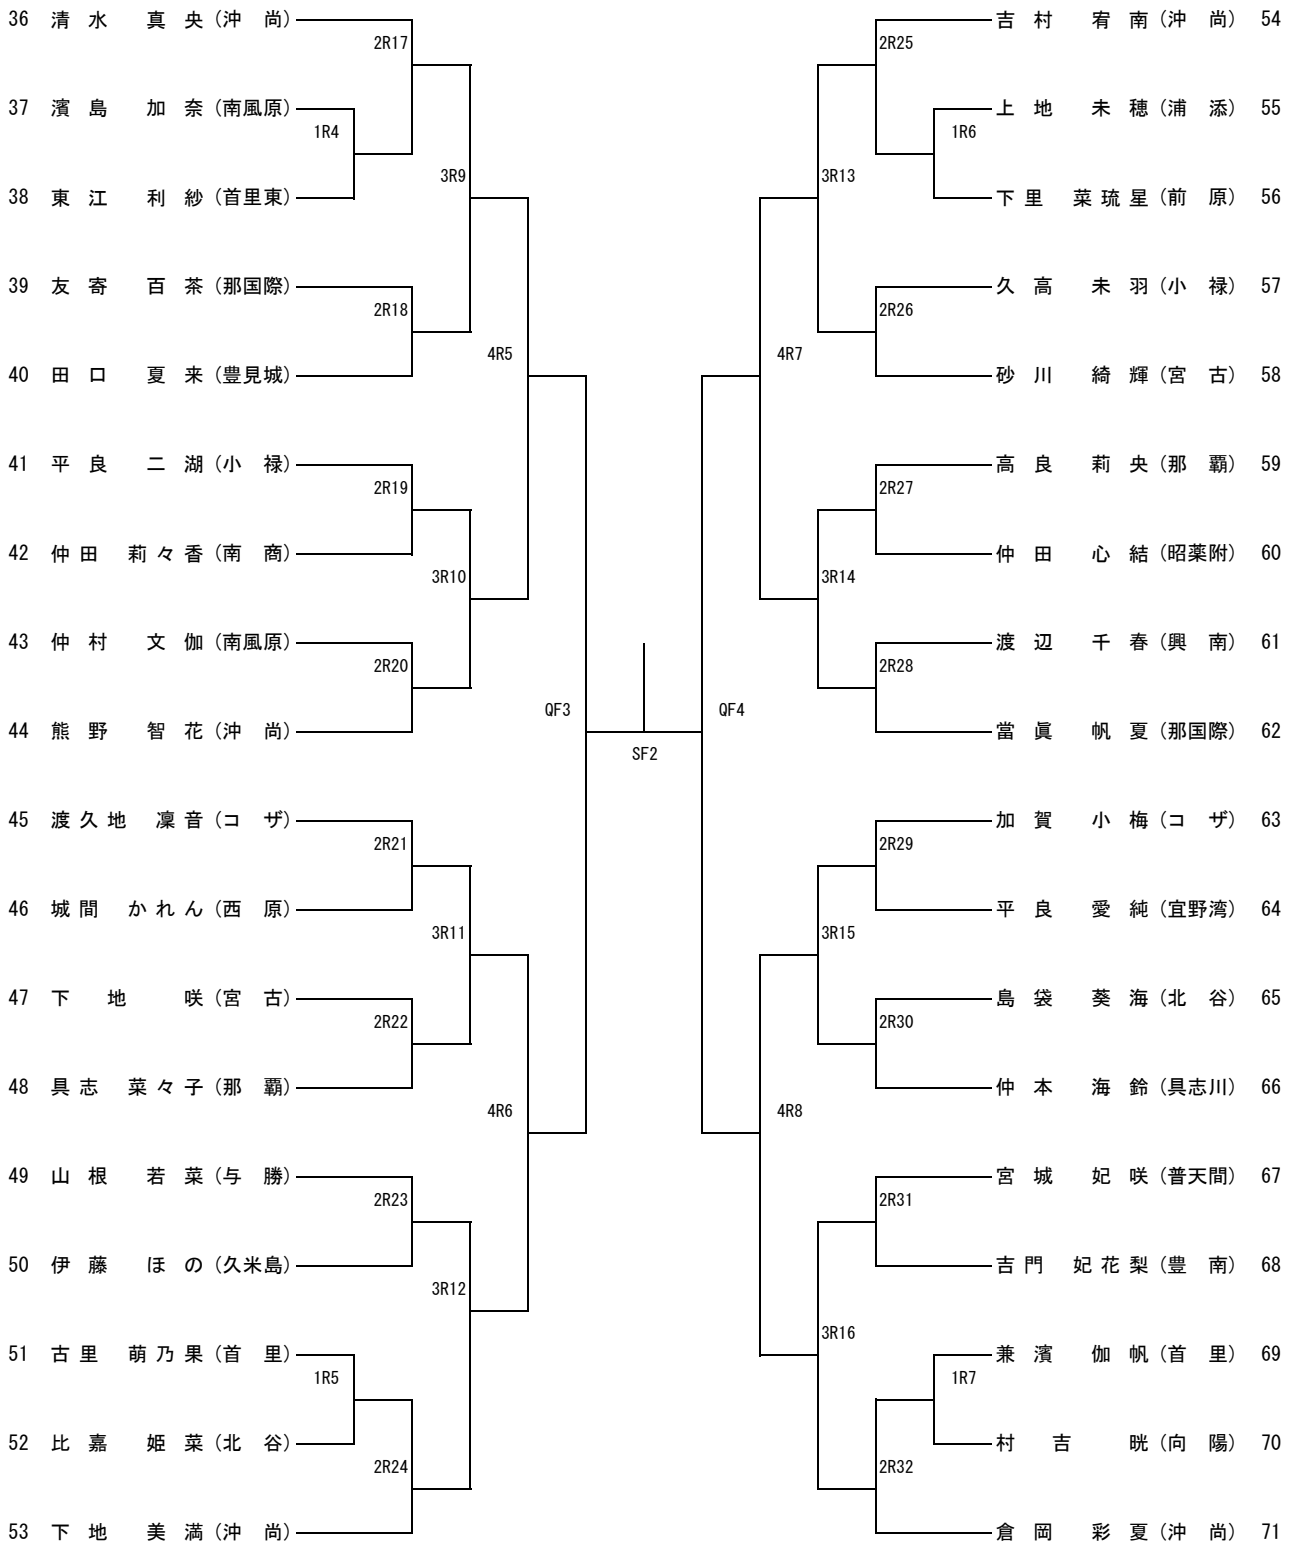 36 清水 真央（沖 尚） 吉村 宥南（沖 尚） 54
2R17 2R25
37 濱島 加奈（南風原） 上地 未穂（浦 添） 55
1R4 1R6
3R9 3R13
38 東江 利紗（首里東） 下里 菜琉星（前 原） 56
39 友寄 百茶（那国際） 久高 未羽（小 禄） 57
2R18 2R26
4R5 4R7
40 田口 夏来（豊見城） 砂川 綺輝（宮 古） 58
41 平良 二湖（小 禄） 高良 莉央（那 覇） 59
2R19 2R27
42 仲田 莉々香（南 商） 仲田 心結（昭薬附） 60
3R10 3R14
43 仲村 文伽（南風原） 渡辺 千春（興 南） 61
2R20 2R28
QF3 QF4
44 熊野 智花（沖 尚） 當眞 帆夏（那国際） 62
SF2
45 渡久地 凜音（コ ザ） 加賀 小梅（コ ザ） 63
2R21 2R29
46 城間 かれん（西 原） 平良 愛純（宜野湾） 64
3R11 3R15
47 下地 咲（宮 古） 島袋 葵海（北 谷） 65
2R22 2R30
48 具志 菜々子（那 覇） 仲本 海鈴（具志川） 66
4R6 4R8
49 山根 若菜（与 勝） 宮城 妃咲（普天間） 67
2R23 2R31
50 伊藤 ほの（久米島） 吉門 妃花梨（豊 南） 68
3R12
3R16
51 古里 萌乃果（首 里） 兼濱 伽帆（首 里） 69
1R5 1R7
52 比嘉 姫菜（北 谷） 村吉 晄（向 陽） 70
2R24 2R32
53 下地 美満（沖 尚） 倉岡 彩夏（沖 尚） 71